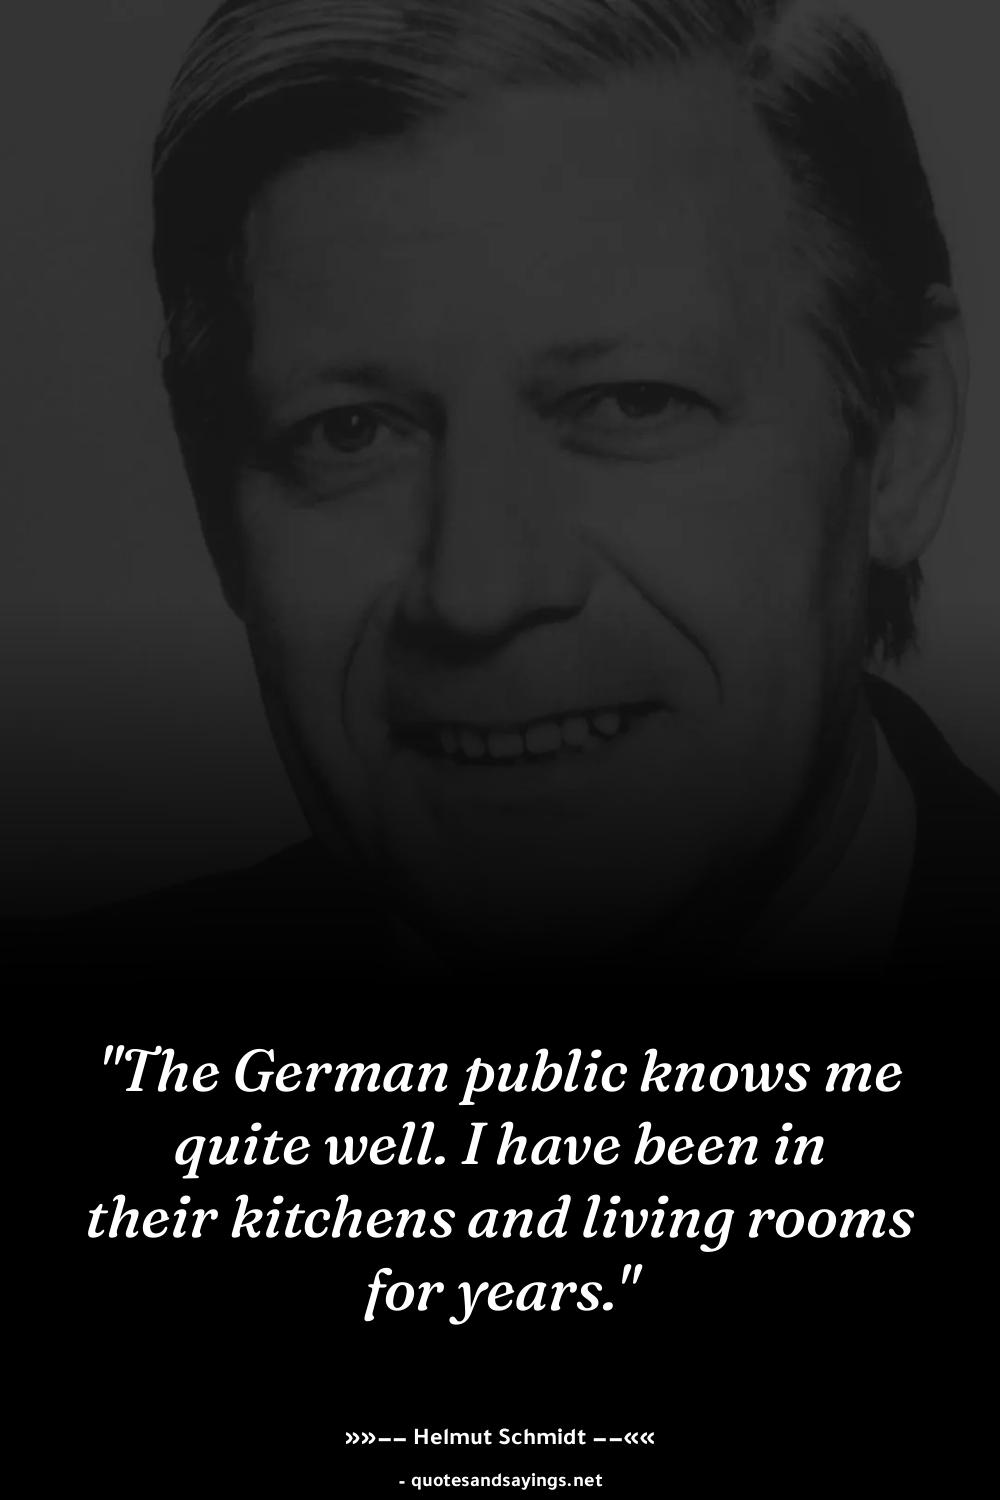 "The German public knows me
quite well. I have been in
their kitchens and living rooms
for years."
»»-- Helmut Schmidt --««
- quotesandsayings.net